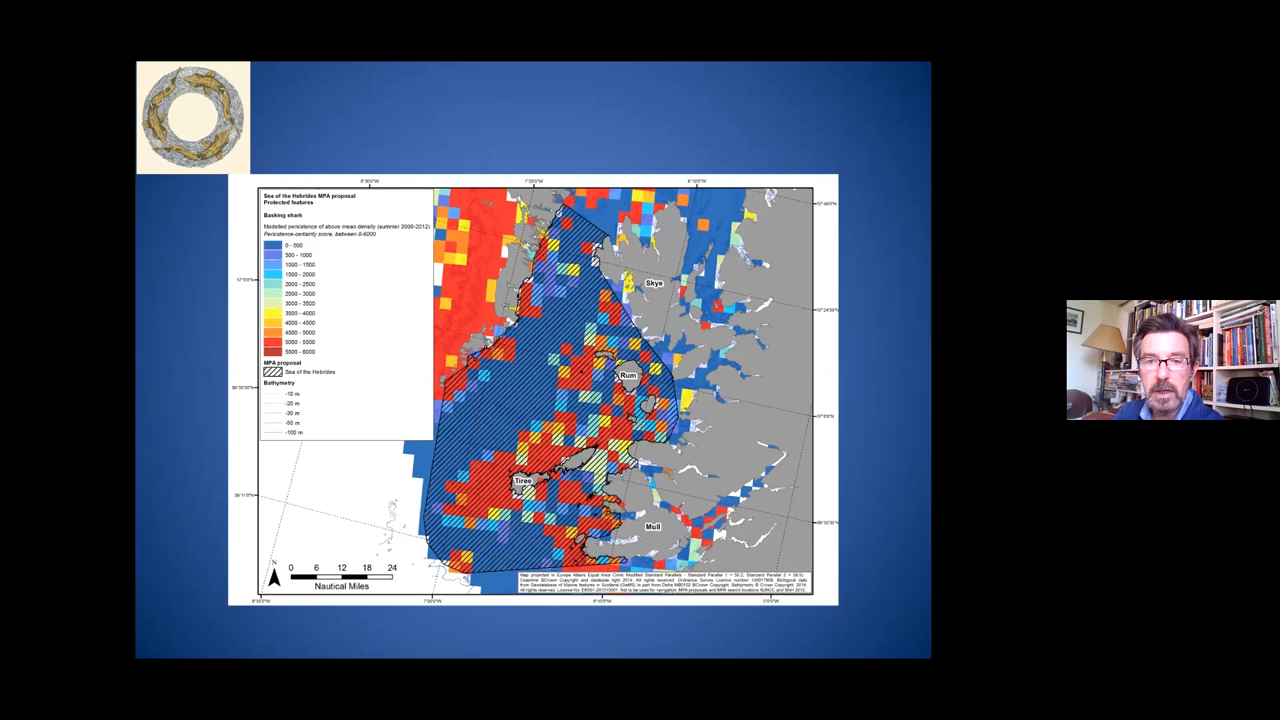 Sea of the Hebrides MPA proposal
Protected features
Basking shark
Modelled persistence of above mean density (summer 2000-2012)
Persistence-certainty score, between 0-6000
0 - 500
500 - 1000
1000 - 1500
1500 - 2000
2000 - 2500
2500 - 3000
3000 - 3500
3500 - 4000
4000 - 4500
4500 - 5000
5000 - 5500
5500 - 6000
MPA proposal
Sea of the Hebrides
Bathymetry
-10 m
-20 m
-30 m
-50 m
-100 m
Skye
Rum
Tiree
Mull
N
0 6 12 18 24
Nautical Miles